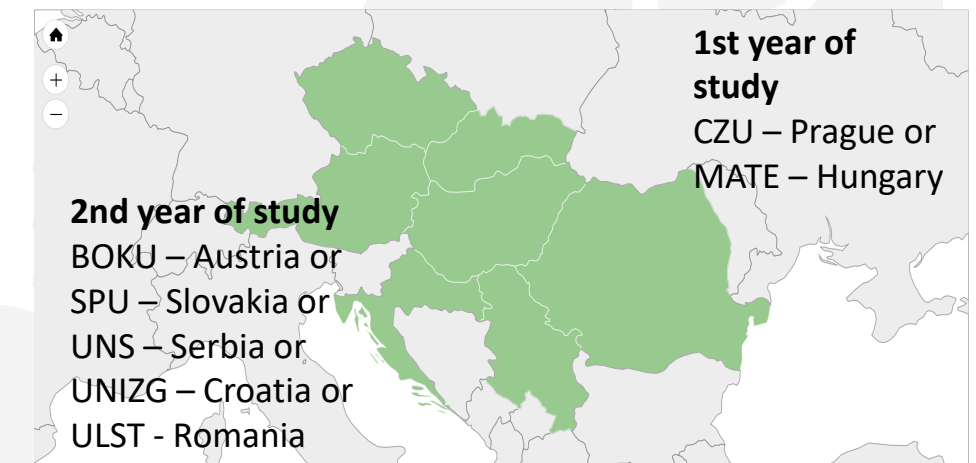 1st year of
study
CZU – Prague or
MATE – Hungary
2nd year of study
BOKU – Austria or
SPU – Slovakia or
UNS – Serbia or
UNIZG – Croatia or
ULST - Romania